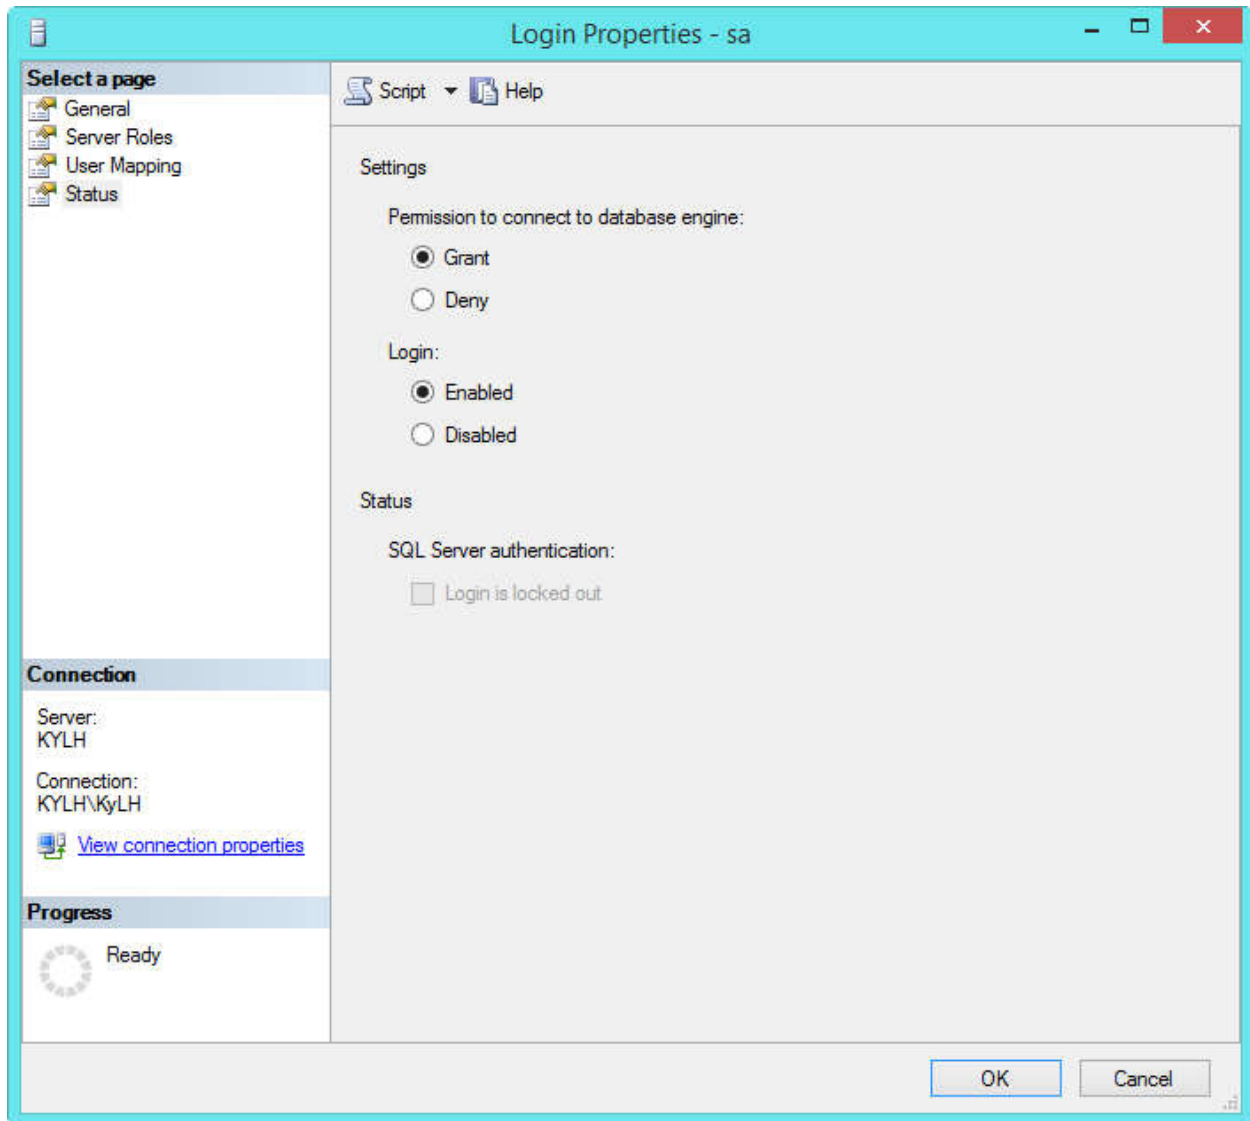 Login Properties - sa
Select a page
General
Server Roles
User Mapping
Status
Script
Help
Settings
Permission to connect to database engine:
Grant
Deny
Login:
Enabled
Disabled
Status
SQL Server authentication:
Login is locked out
Connection
Server:
KYLH
Connection:
KYLH\KyLH
View connection properties
Progress
Ready
OK
Cancel